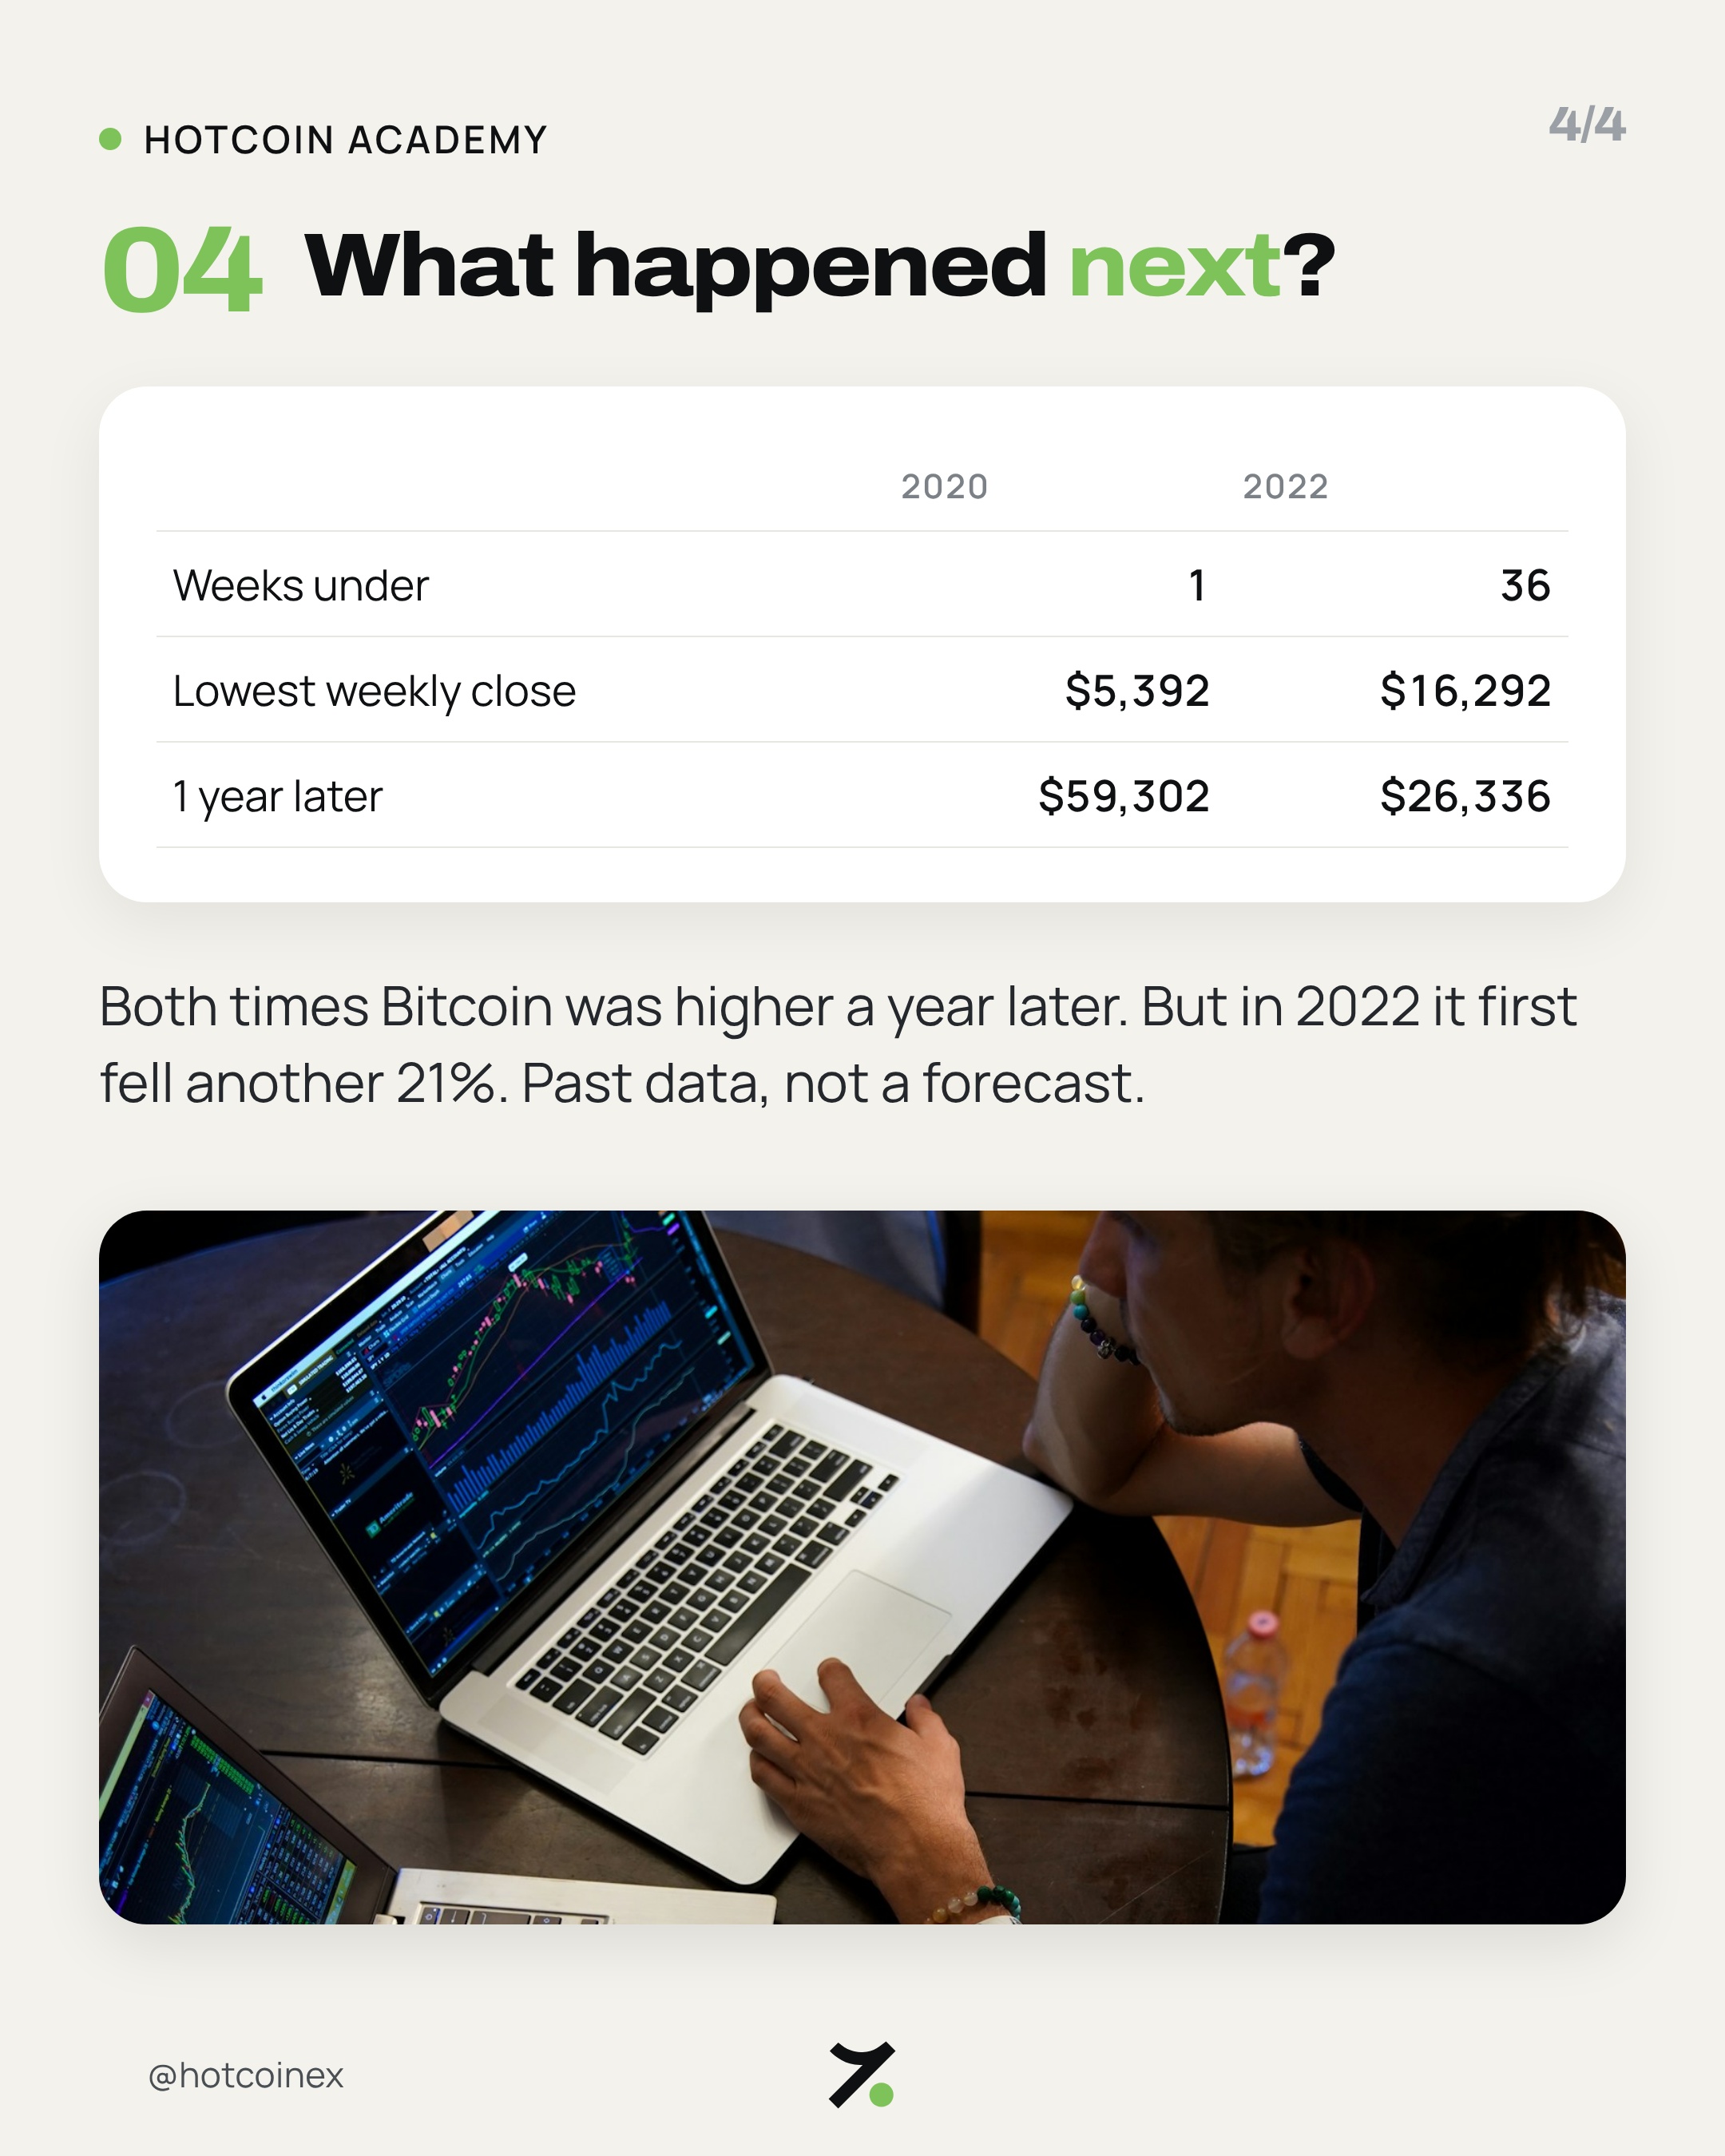 HOTCOIN ACADEMY
4/4
04 What happened next?
2020 2022
Weeks under 1 36
Lowest weekly close $5,392 $16,292
1 year later $59,302 $26,336
Both times Bitcoin was higher a year later. But in 2022 it first
fell another 21%. Past data, not a forecast.
@hotcoinex